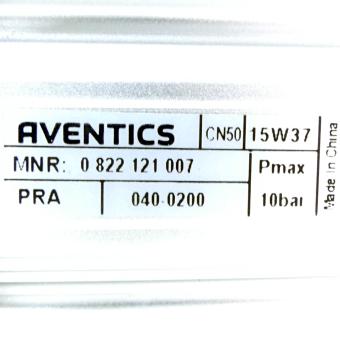 AVENTICS CN50 15W37
MNR: 0 822 121 007 Pmax
PRA 040-0200 10bar
Made in China